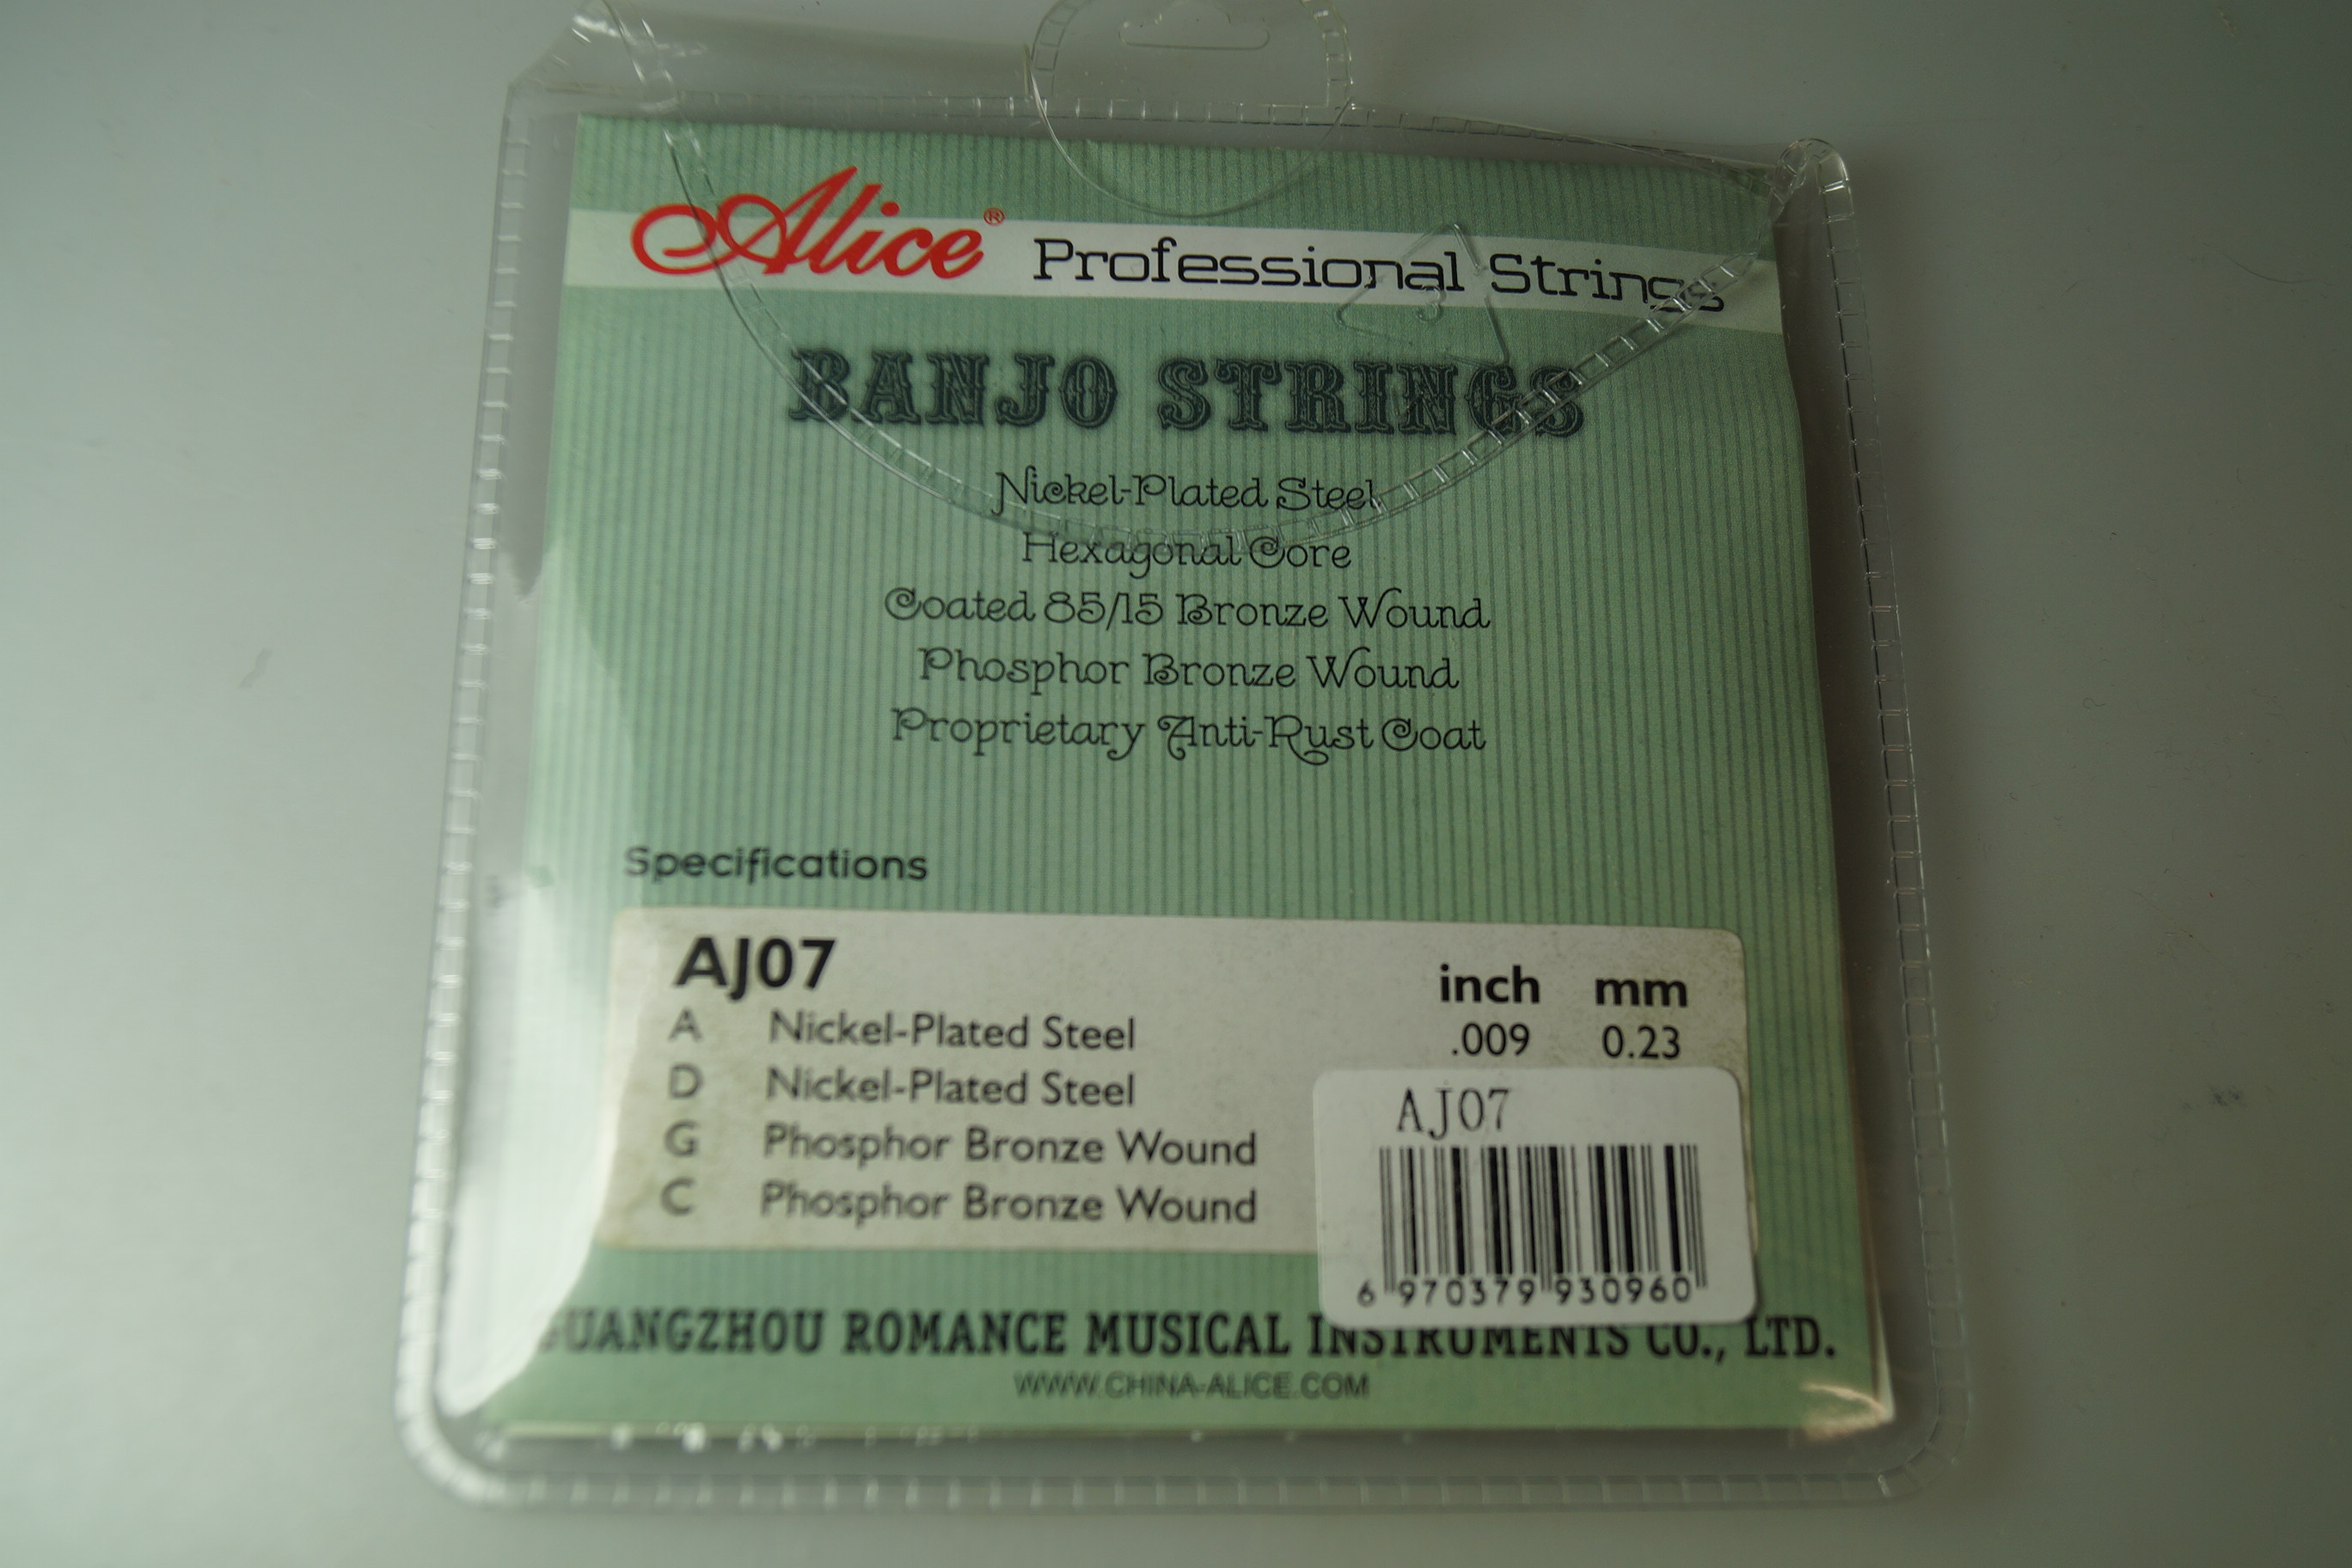 Alice® Professional Strings
BANJO STRINGS
Nickel-Plated Steel
Hexagonal Core
Coated 85/15 Bronze Wound
Phosphor Bronze Wound
Proprietary Anti-Rust Coat
Specifications
AJ07 inch mm
A Nickel-Plated Steel .009 0.23
D Nickel-Plated Steel
G Phosphor Bronze Wound
C Phosphor Bronze Wound
AJ07
6 970379 930960
GUANGZHOU ROMANCE MUSICAL INSTRUMENTS CO., LTD.
WWW.CHINA-ALICE.COM
3